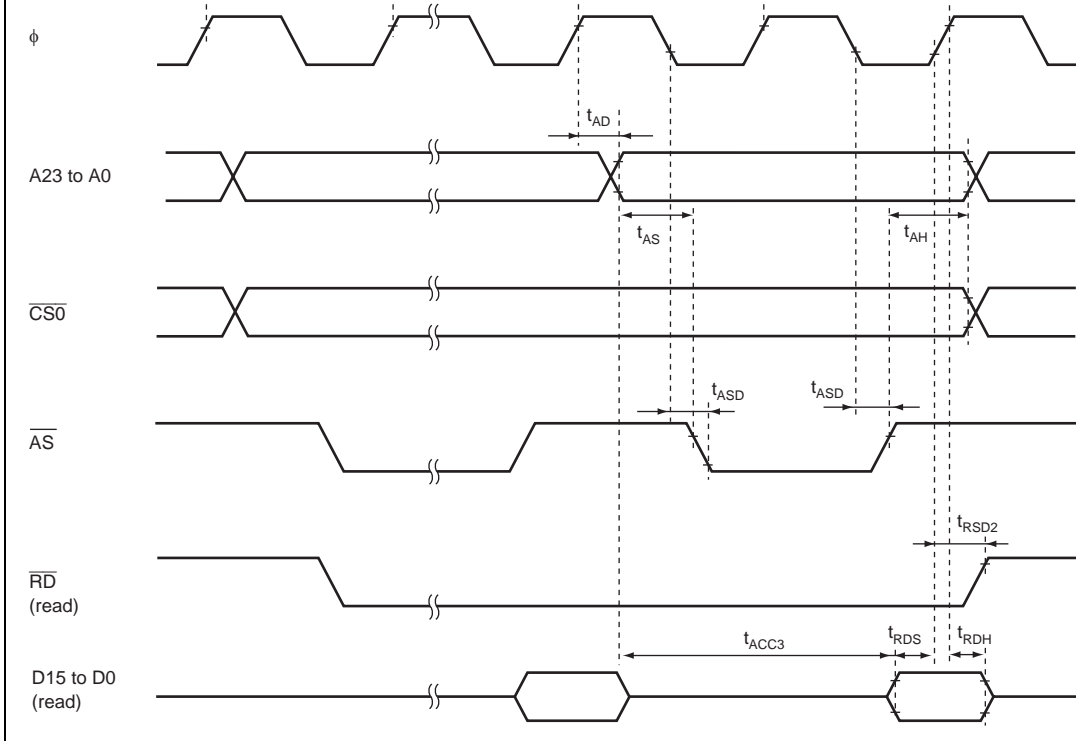 ϕ
tAD
A23 to A0
tAS
tAH
CS0
tASD
tASD
AS
tRSD2
RD
(read)
tACC3
tRDS
tRDH
D15 to D0
(read)